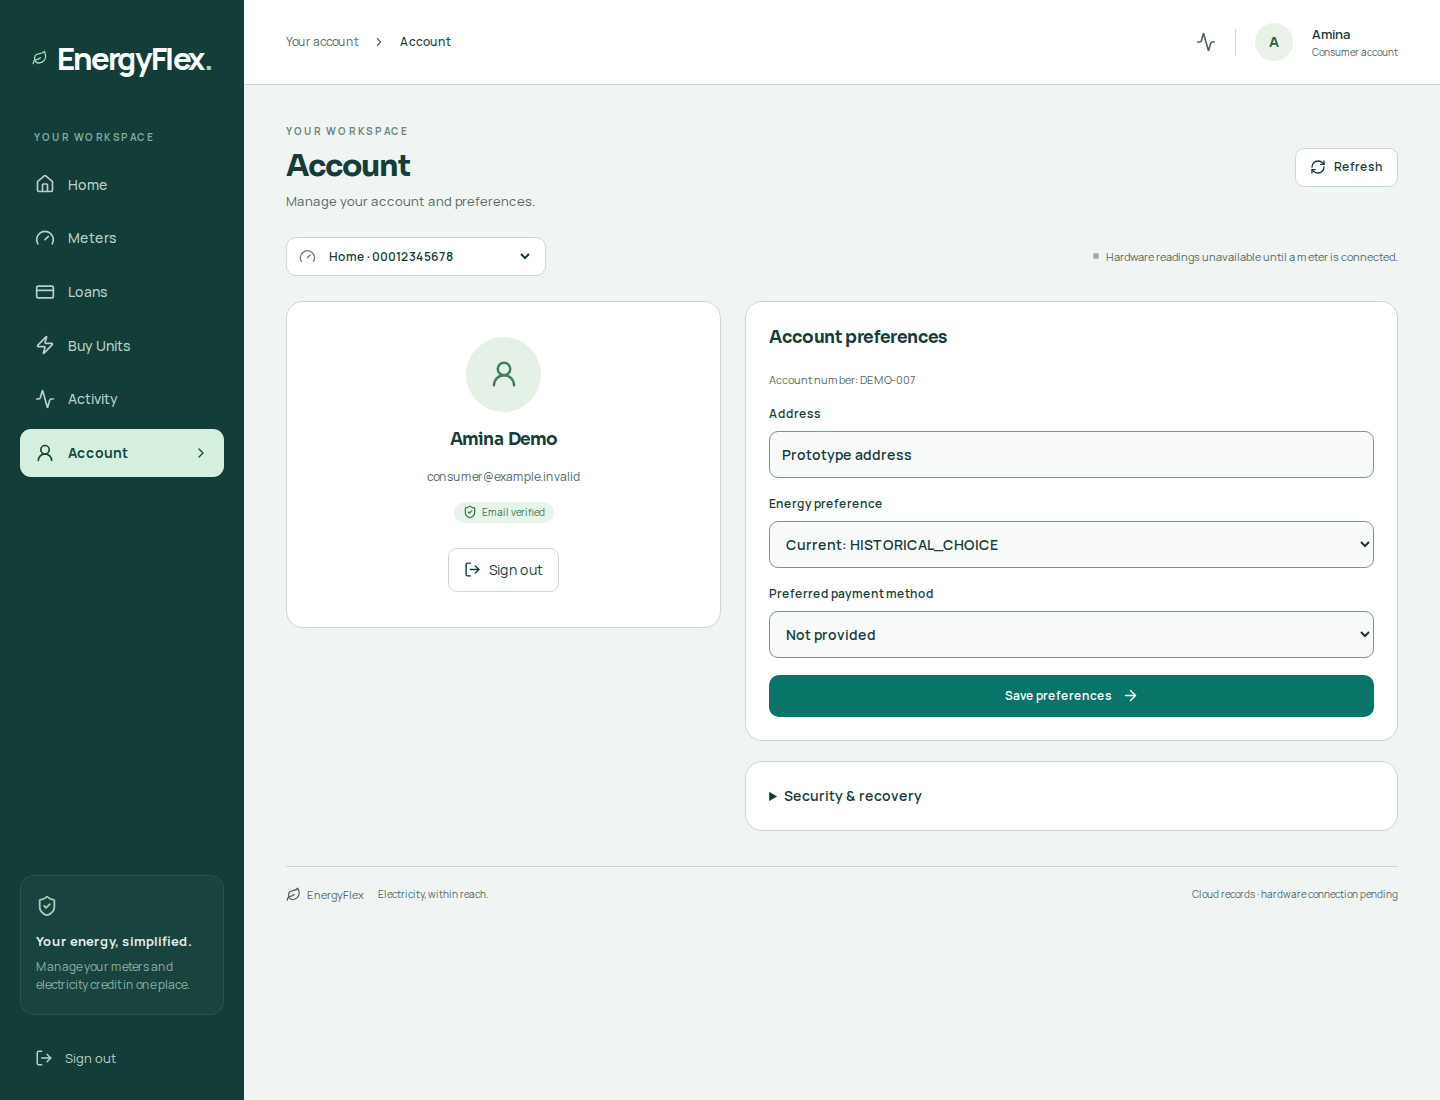 EnergyFlex.
YOUR WORKSPACE
Home
Meters
Loans
Buy Units
Activity
Account
Your energy, simplified.
Manage your meters and
electricity credit in one place.
Sign out
Your account
Account
A
Amina
Consumer account
YOUR WORKSPACE
Account
Manage your account and preferences.
Refresh
Home · 00012345678
Hardware readings unavailable until a meter is connected.
Amina Demo
consumer@example.invalid
Email verified
Sign out
Account preferences
Account number: DEMO-007
Address
Prototype address
Energy preference
Current: HISTORICAL_CHOICE
Preferred payment method
Not provided
Save preferences
Security & recovery
EnergyFlex
Electricity, within reach.
Cloud records · hardware connection pending